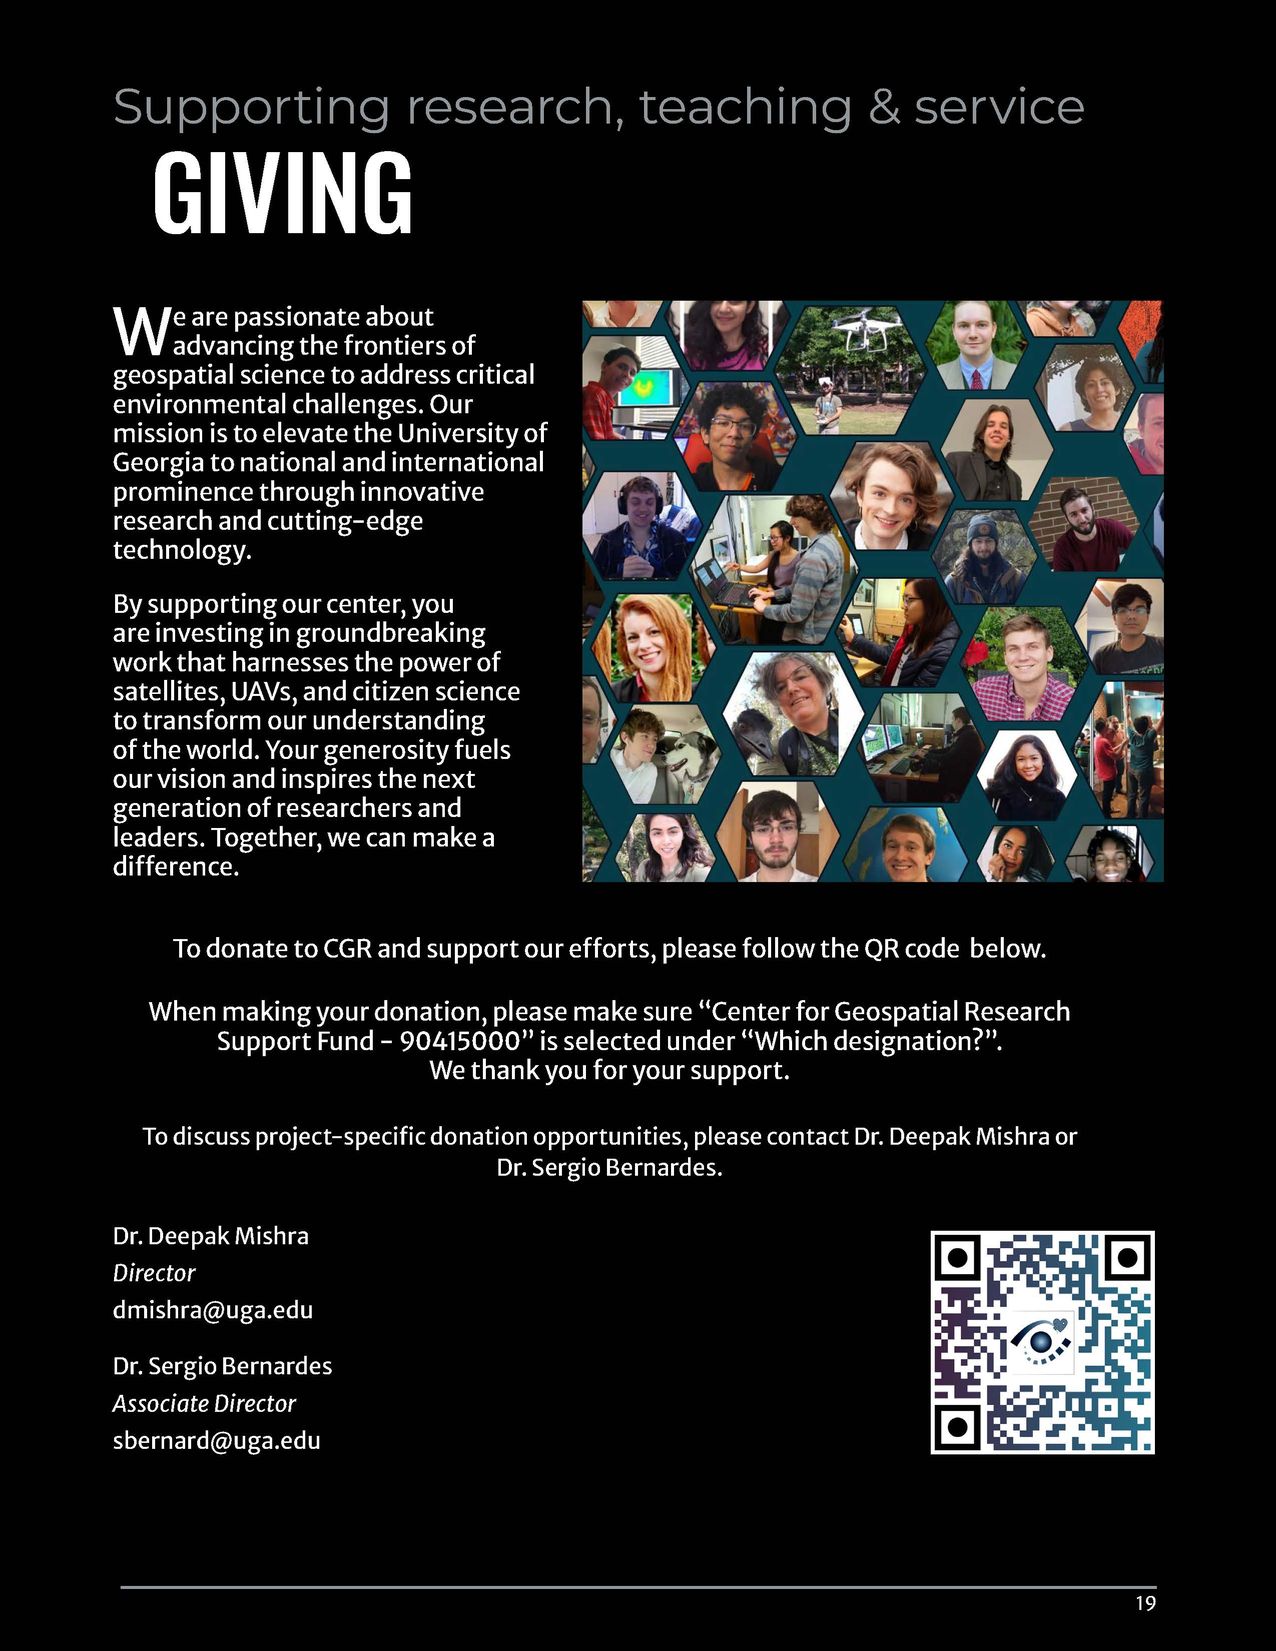 Supporting research, teaching & service
GIVING
We are passionate about
advancing the frontiers of
geospatial science to address critical
environmental challenges. Our
mission is to elevate the University of
Georgia to national and international
prominence through innovative
research and cutting-edge
technology.
By supporting our center, you
are investing in groundbreaking
work that harnesses the power of
satellites, UAVs, and citizen science
to transform our understanding
of the world. Your generosity fuels
our vision and inspires the next
generation of researchers and
leaders. Together, we can make a
difference.
To donate to CGR and support our efforts, please follow the QR code below.
When making your donation, please make sure “Center for Geospatial Research
Support Fund - 90415000” is selected under “Which designation?”.
We thank you for your support.
To discuss project-specific donation opportunities, please contact Dr. Deepak Mishra or
Dr. Sergio Bernardes.
Dr. Deepak Mishra
Director
dmishra@uga.edu
Dr. Sergio Bernardes
Associate Director
sbernard@uga.edu
19